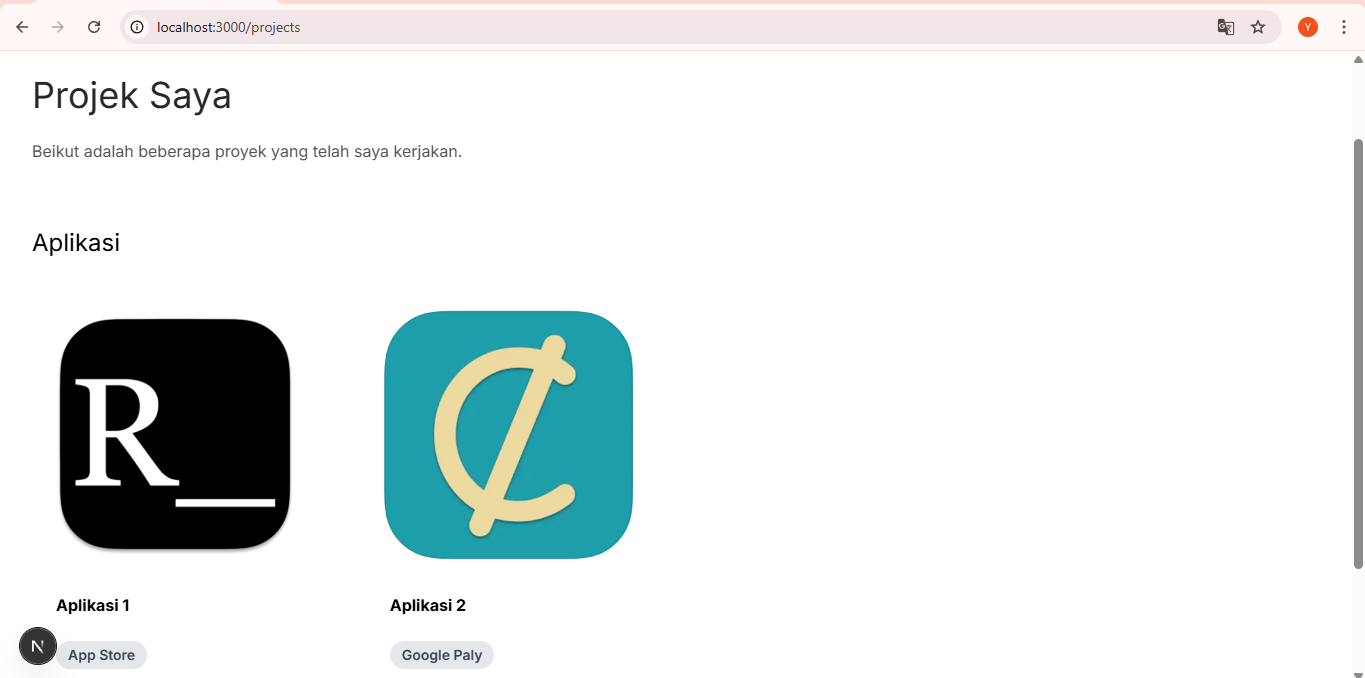 localhost:3000/projects
Y
Projek Saya
Beikut adalah beberapa proyek yang telah saya kerjakan.
Aplikasi
R_
Aplikasi 1
Aplikasi 2
N
App Store
Google Paly